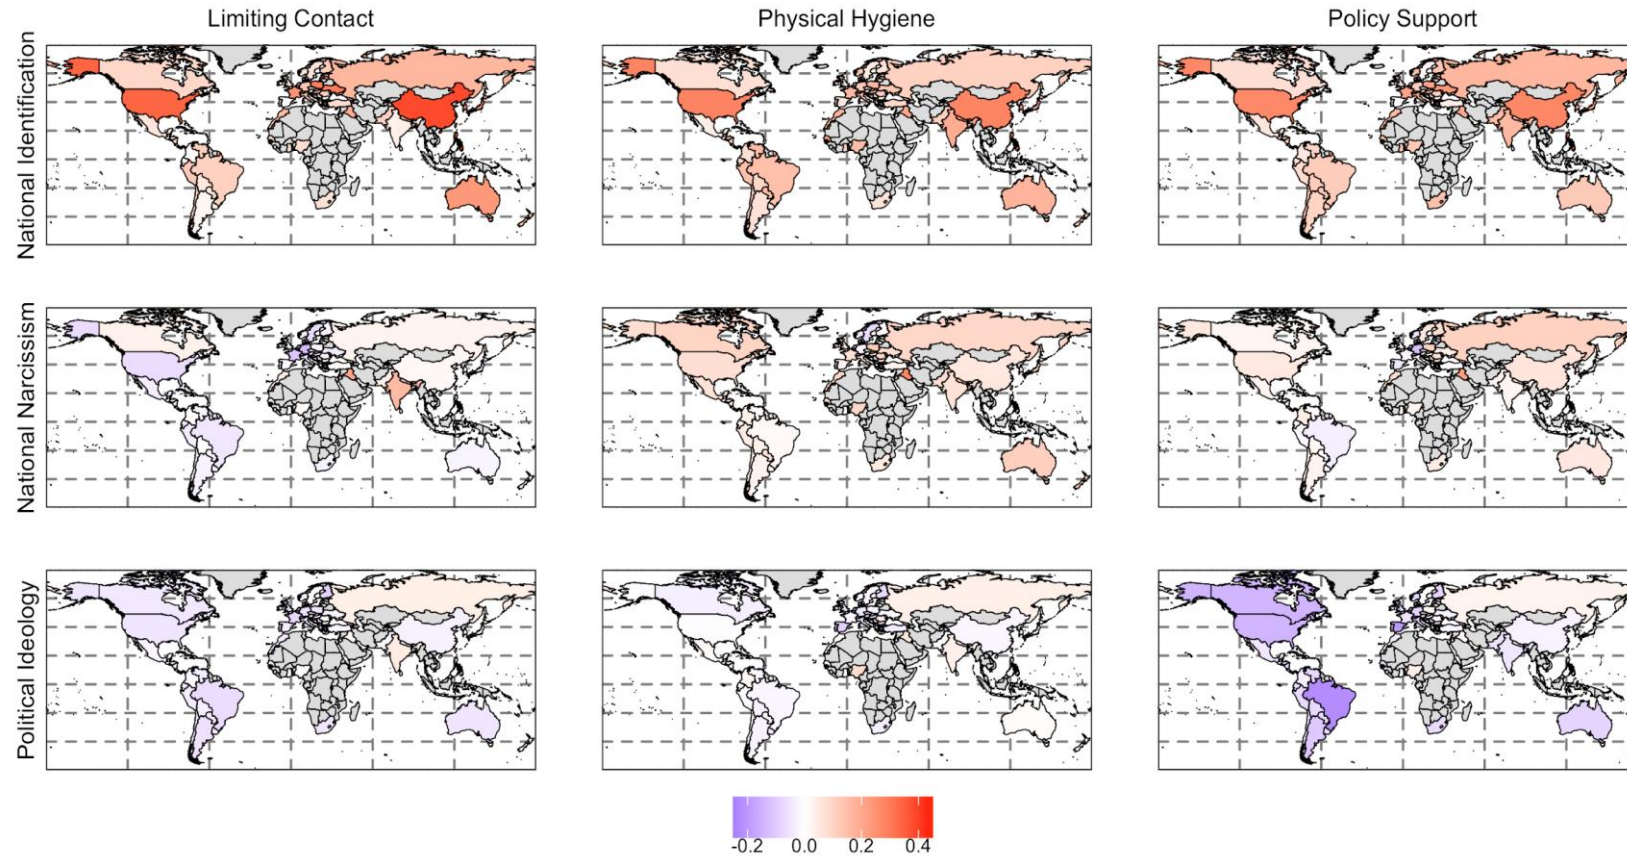 Limiting Contact
Physical Hygiene
Policy Support
National Identification
National Narcissism
Political Ideology
-0.2 0.0 0.2 0.4